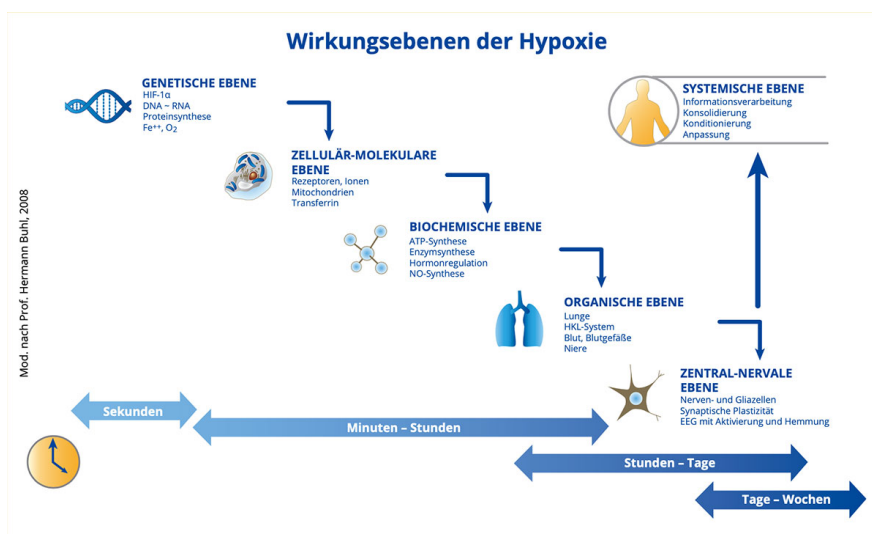 Wirkungsebenen der Hypoxie
GENETISCHE EBENE
HIF-1α
DNA ~ RNA
Proteinsynthese
Fe⁺⁺, O₂
ZELLULÄR-MOLEKULARE
EBENE
Rezeptoren, Ionen
Mitochondrien
Transferrin
BIOCHEMISCHE EBENE
ATP-Synthese
Enzymsynthese
Hormonregulation
NO-Synthese
ORGANISCHE EBENE
Lunge
HKL-System
Blut, Blutgefäße
Niere
ZENTRAL-NERVALE
EBENE
Nerven- und Gliazellen
Synaptische Plastizität
EEG mit Aktivierung und Hemmung
SYSTEMISCHE EBENE
Informationsverarbeitung
Konsolidierung
Konditionierung
Anpassung
Mod. nach Prof. Hermann Buhl, 2008
Sekunden
Minuten – Stunden
Stunden – Tage
Tage – Wochen